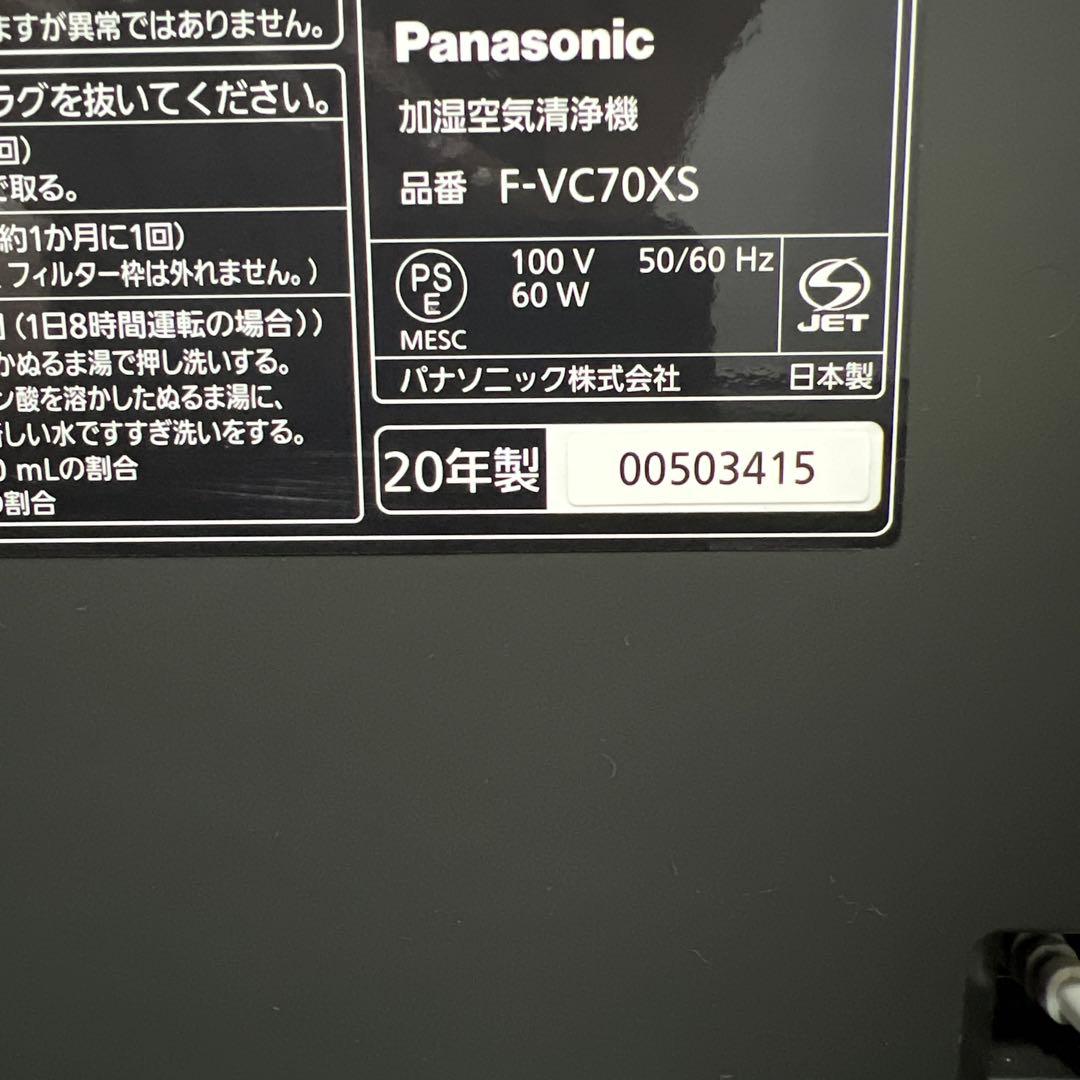 ますが異常ではありません。
ラグを抜いてください。
回)
で取る。
約1か月に1回)
フィルター枠は外れません。)
(1日8時間運転の場合))
かぬるま湯で押し洗いする。
ン酸を溶かしたぬるま湯に、
しい水ですすぎ洗いをする。
0 mLの割合
の割合
Panasonic
加湿空気清浄機
品番 F-VC70XS
PS
E
MESC
100 V 50/60 Hz
60 W
S
JET
パナソニック株式会社 日本製
20年製 00503415